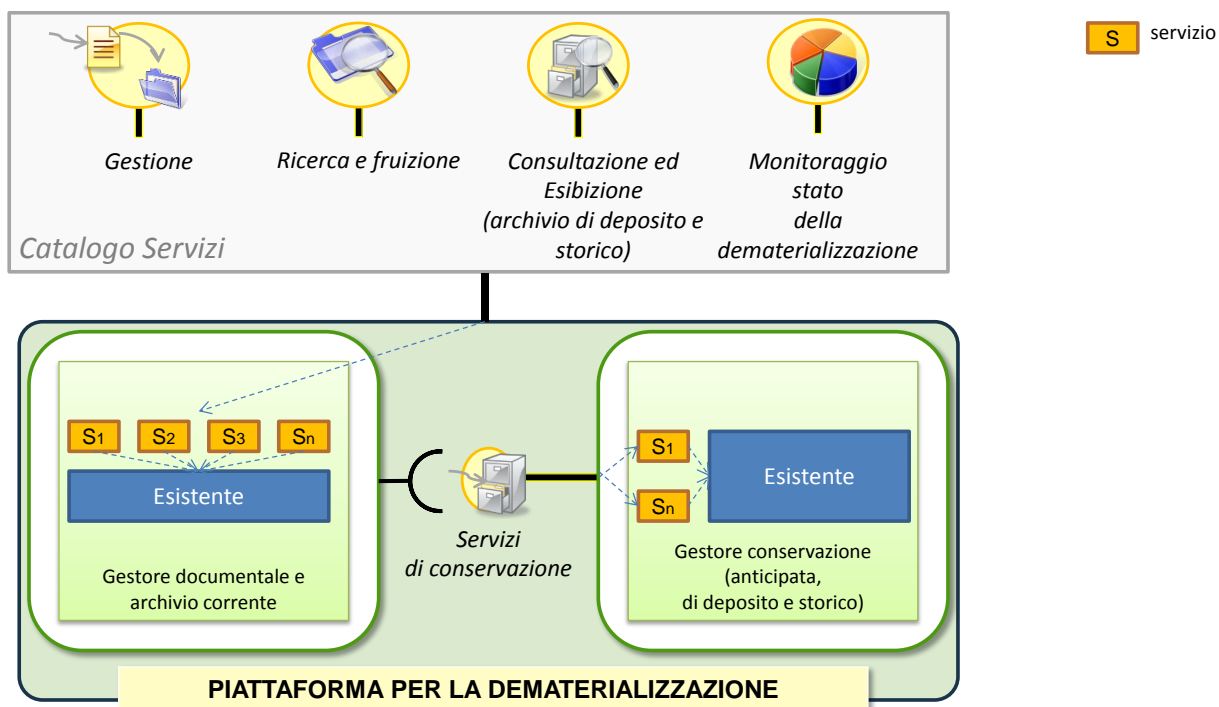 S servizio
Gestione
Ricerca e fruizione
Consultazione ed
Esibizione
(archivio di deposito e
storico)
Monitoraggio
stato
della
dematerializzazione
Catalogo Servizi
S1 S2 S3 Sn
Esistente
Gestore documentale e
archivio corrente
Servizi
di conservazione
S1
Sn
Esistente
Gestore conservazione
(anticipata,
di deposito e storico)
PIATTAFORMA PER LA DEMATERIALIZZAZIONE